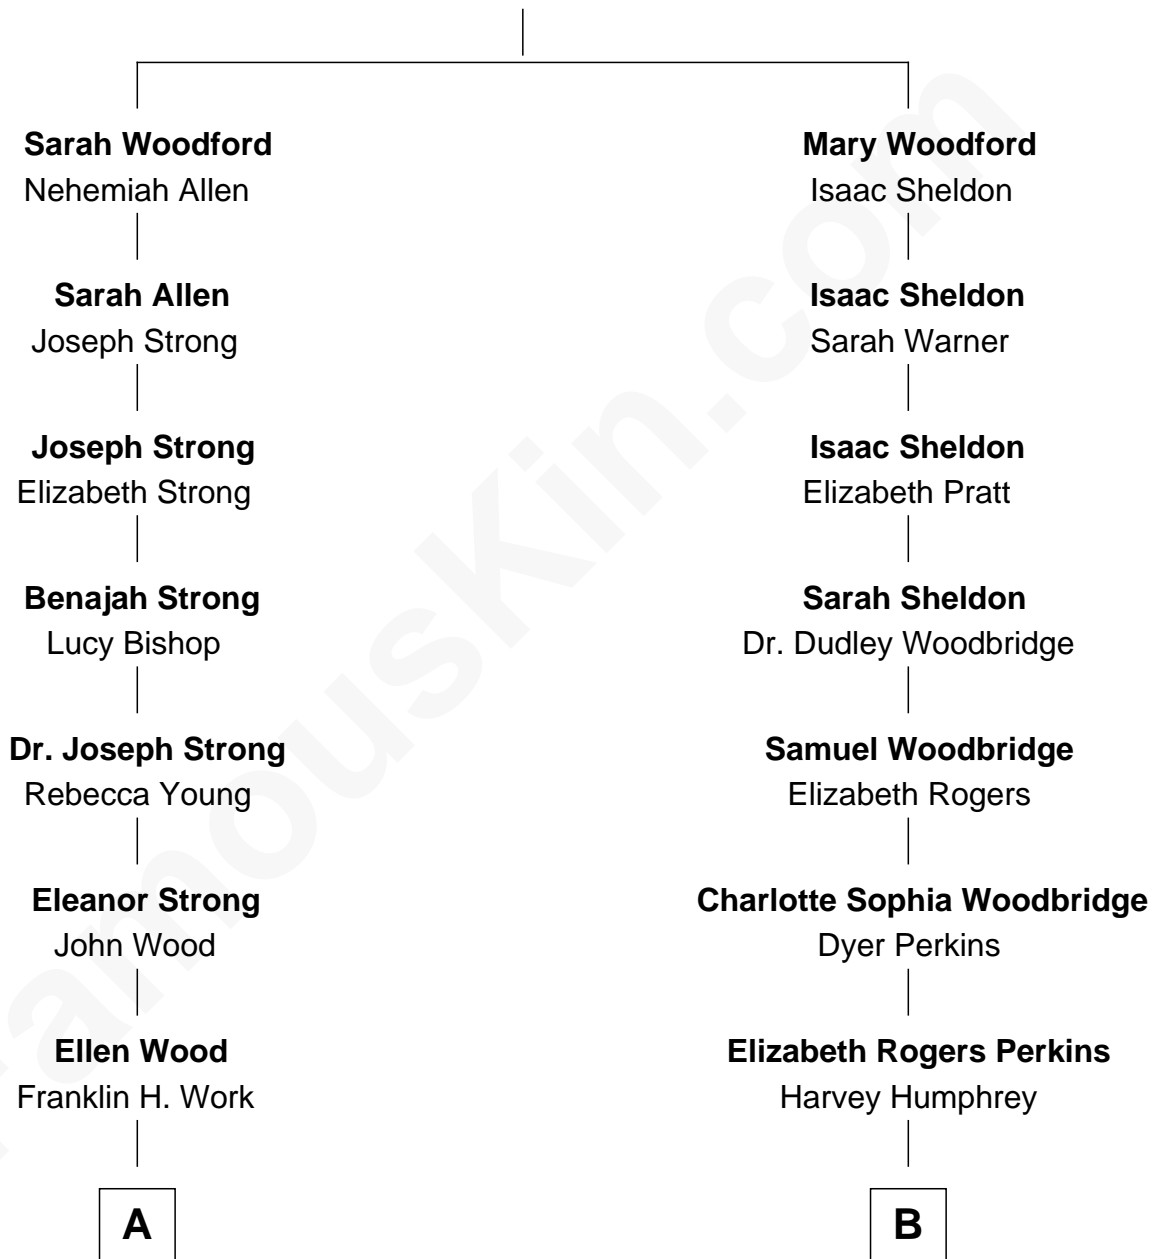 Sarah Woodford
Nehemiah Allen
Sarah Allen
Joseph Strong
Joseph Strong
Elizabeth Strong
Benajah Strong
Lucy Bishop
Dr. Joseph Strong
Rebecca Young
Eleanor Strong
John Wood
Ellen Wood
Franklin H. Work
A
Mary Woodford
Isaac Sheldon
Isaac Sheldon
Sarah Warner
Isaac Sheldon
Elizabeth Pratt
Sarah Sheldon
Dr. Dudley Woodbridge
Samuel Woodbridge
Elizabeth Rogers
Charlotte Sophia Woodbridge
Dyer Perkins
Elizabeth Rogers Perkins
Harvey Humphrey
B
FamousKin.com